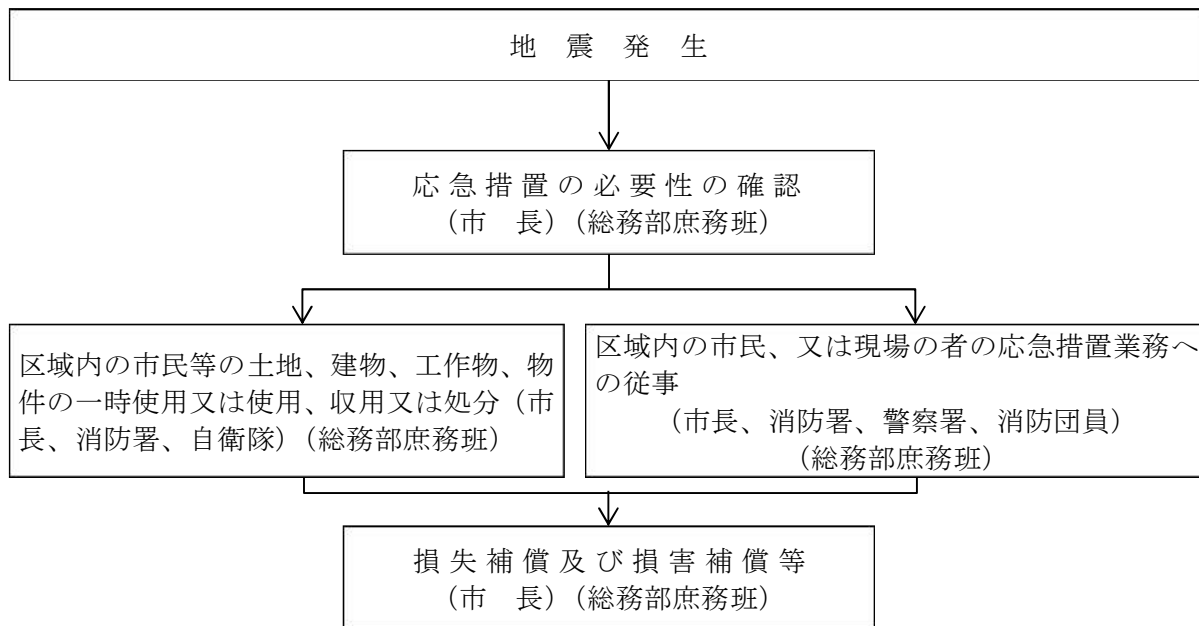 地震発生
応急措置の必要性の確認
（市　長）（総務部庶務班）
区域内の市民等の土地、建物、工作物、物
件の一時使用又は使用、収用又は処分（市
長、消防署、自衛隊）（総務部庶務班）
区域内の市民、又は現場の者の応急措置業務へ
の従事
（市長、消防署、警察署、消防団員）
（総務部庶務班）
損失補償及び損害補償等
（市　長）（総務部庶務班）